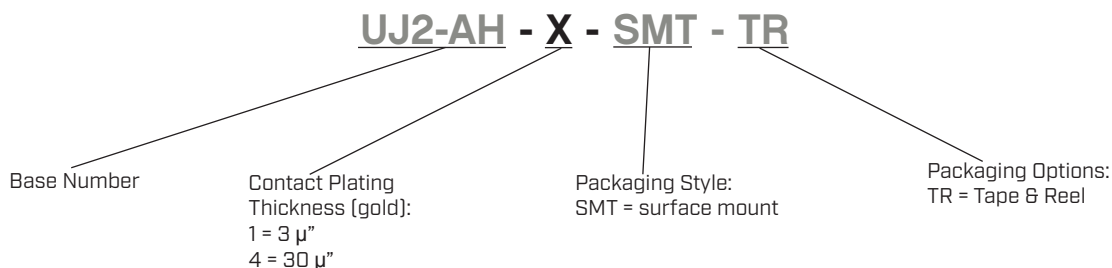 UJ2-AH - X - SMT - TR
Base Number
Contact Plating
Thickness (gold):
1 = 3 µ”
4 = 30 µ”
Packaging Style:
SMT = surface mount
Packaging Options:
TR = Tape & Reel